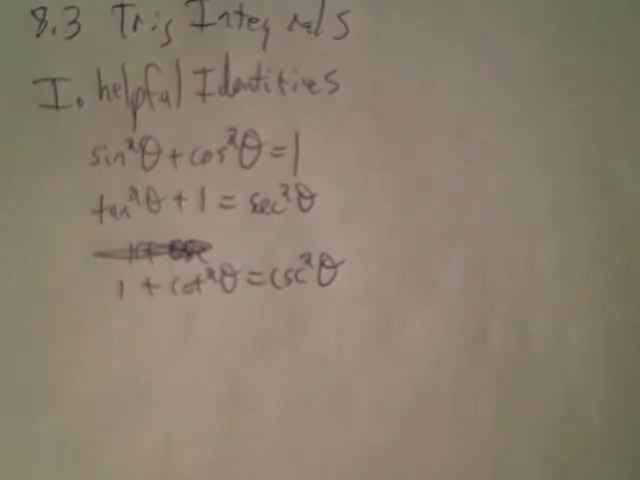 8.3 Trig Integrals
I. helpful Identities
sin²θ + cos²θ = 1
tan²θ + 1 = sec²θ
1 + cot²θ = csc²θ